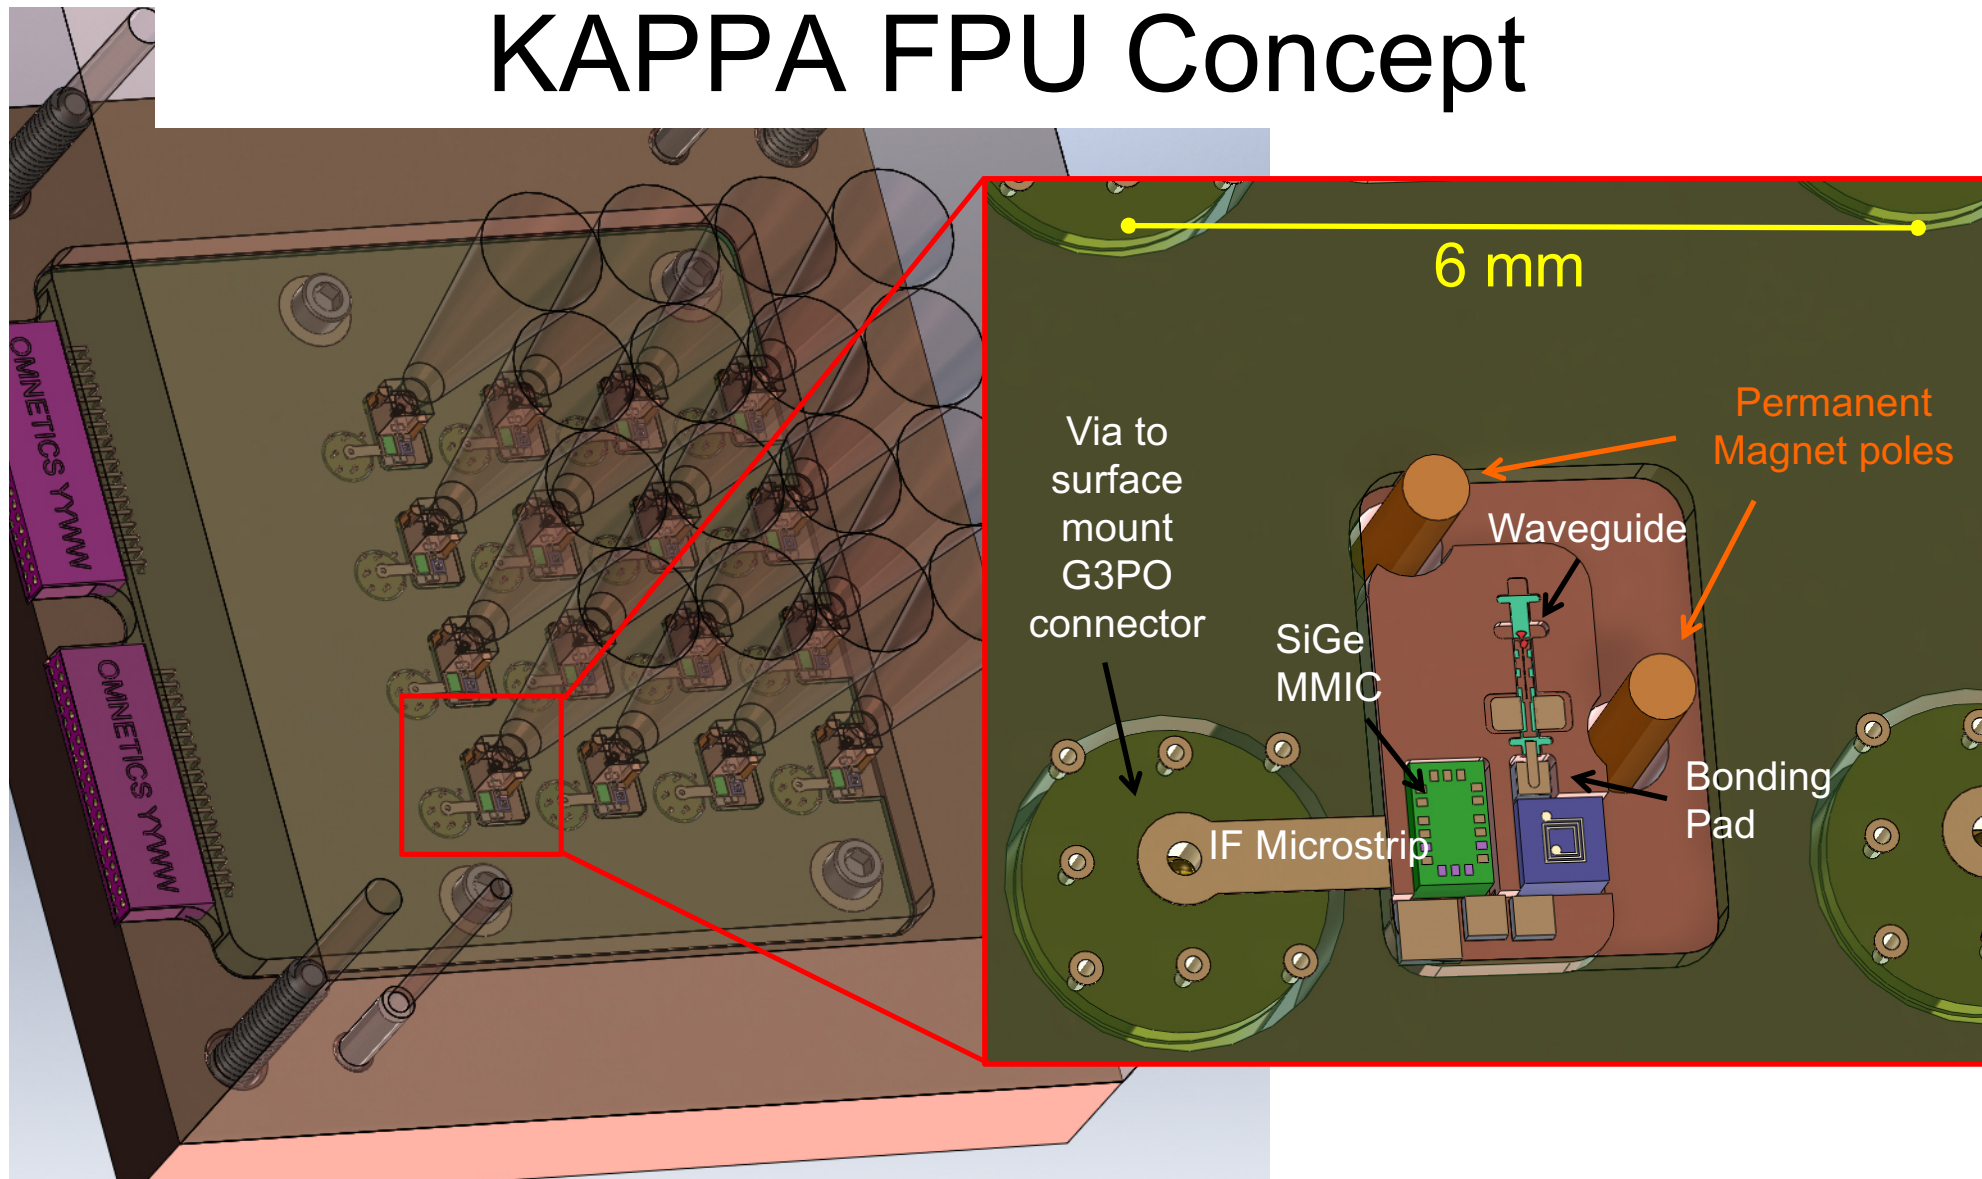 KAPPA FPU Concept
OMNETICS YYWW
OMNETICS YYWW
6 mm
Permanent
Magnet poles
Via to
surface
mount
G3PO
connector
Waveguide
SiGe
MMIC
Bonding
Pad
IF Microstrip